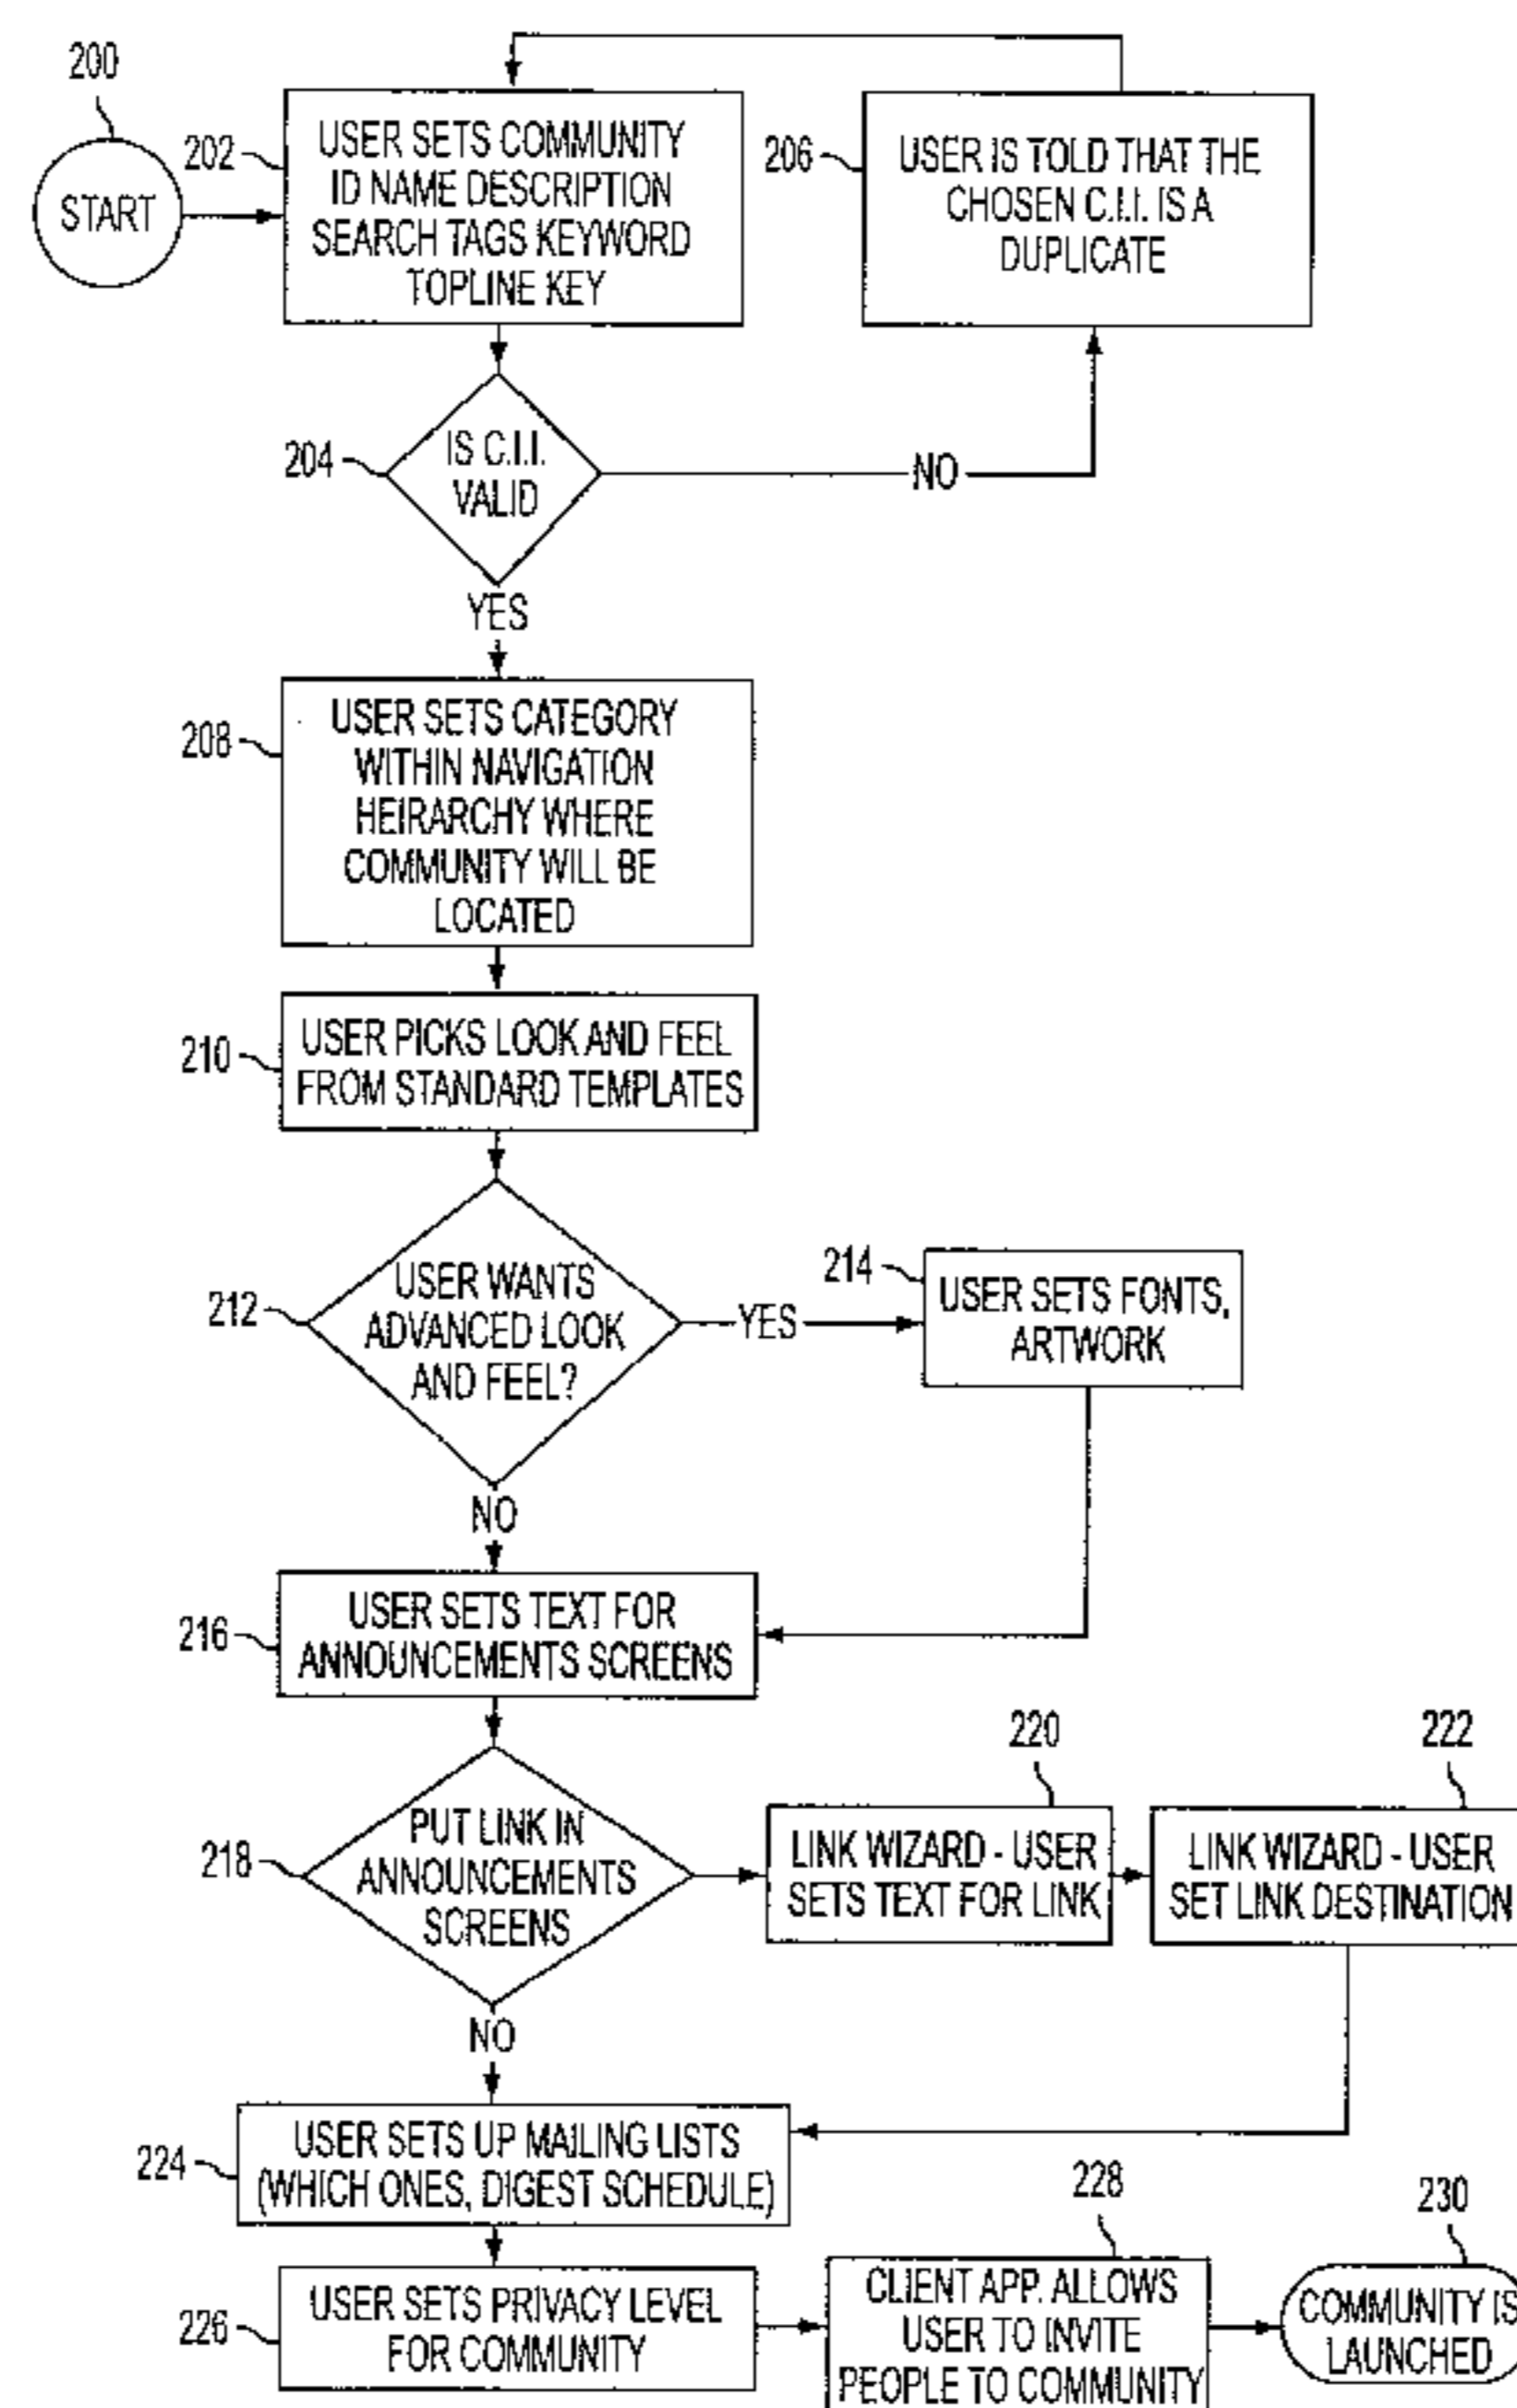 200
START
202
USER SETS COMMUNITY
ID NAME DESCRIPTION
SEARCH TAGS KEYWORD
TOPLINE KEY
206
USER IS TOLD THAT THE
CHOSEN C.I.I. IS A
DUPLICATE
204
IS C.I.I.
VALID
NO
YES
208
USER SETS CATEGORY
WITHIN NAVIGATION
HEIRARCHY WHERE
COMMUNITY WILL BE
LOCATED
210
USER PICKS LOOK AND FEEL
FROM STANDARD TEMPLATES
212
USER WANTS
ADVANCED LOOK
AND FEEL?
YES
214
USER SETS FONTS,
ARTWORK
NO
216
USER SETS TEXT FOR
ANNOUNCEMENTS SCREENS
218
PUT LINK IN
ANNOUNCEMENTS
SCREENS
220
LINK WIZARD - USER
SETS TEXT FOR LINK
222
LINK WIZARD - USER
SET LINK DESTINATION
NO
224
USER SETS UP MAILING LISTS
(WHICH ONES, DIGEST SCHEDULE)
226
USER SETS PRIVACY LEVEL
FOR COMMUNITY
228
CLIENT APP. ALLOWS
USER TO INVITE
PEOPLE TO COMMUNITY
230
COMMUNITY IS
LAUNCHED